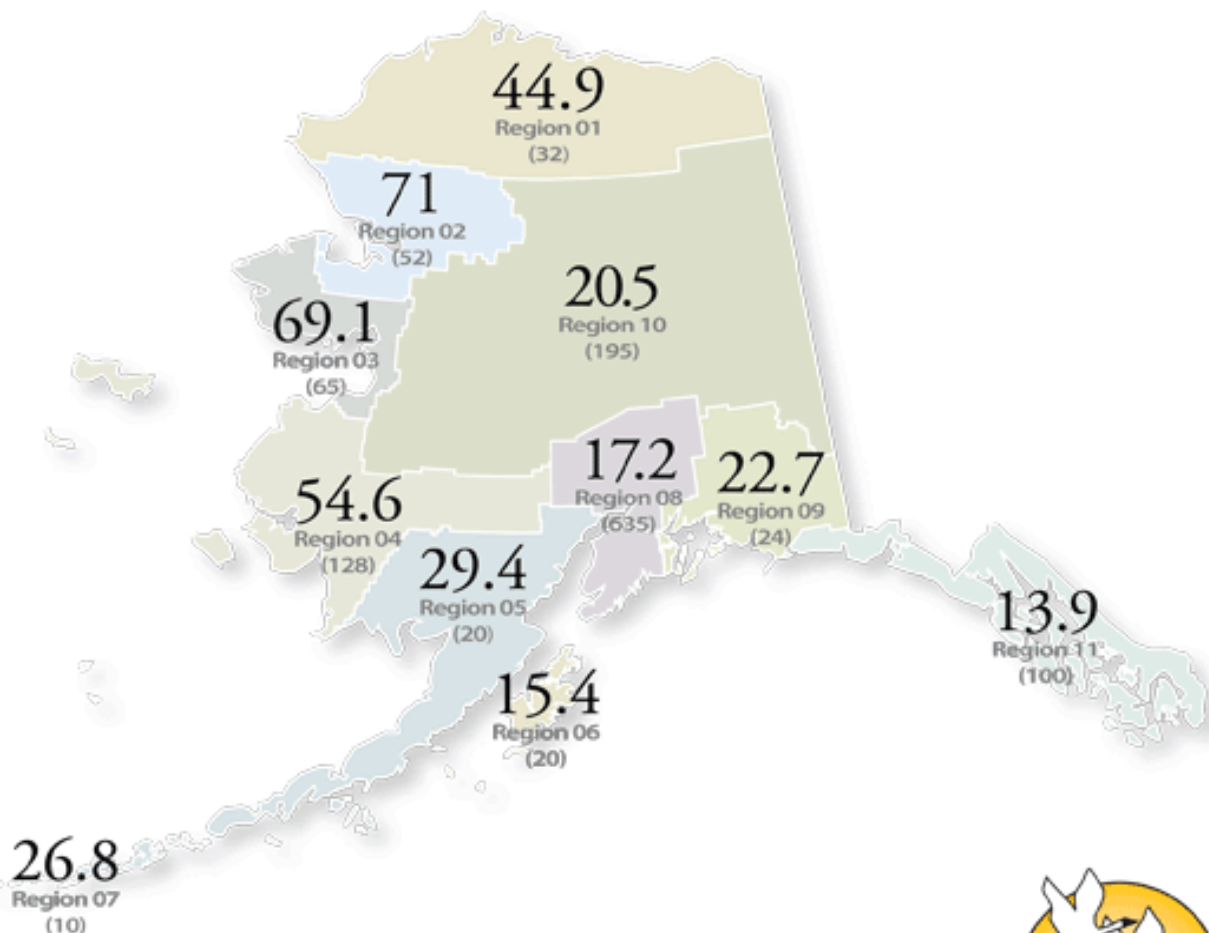 44.9
Region 01
(32)
71
Region 02
(52)
20.5
Region 10
(195)
69.1
Region 03
(65)
17.2
Region 08
(635)
22.7
Region 09
(24)
54.6
Region 04
(128)
29.4
Region 05
(20)
13.9
Region 11
(100)
15.4
Region 06
(20)
26.8
Region 07
(10)